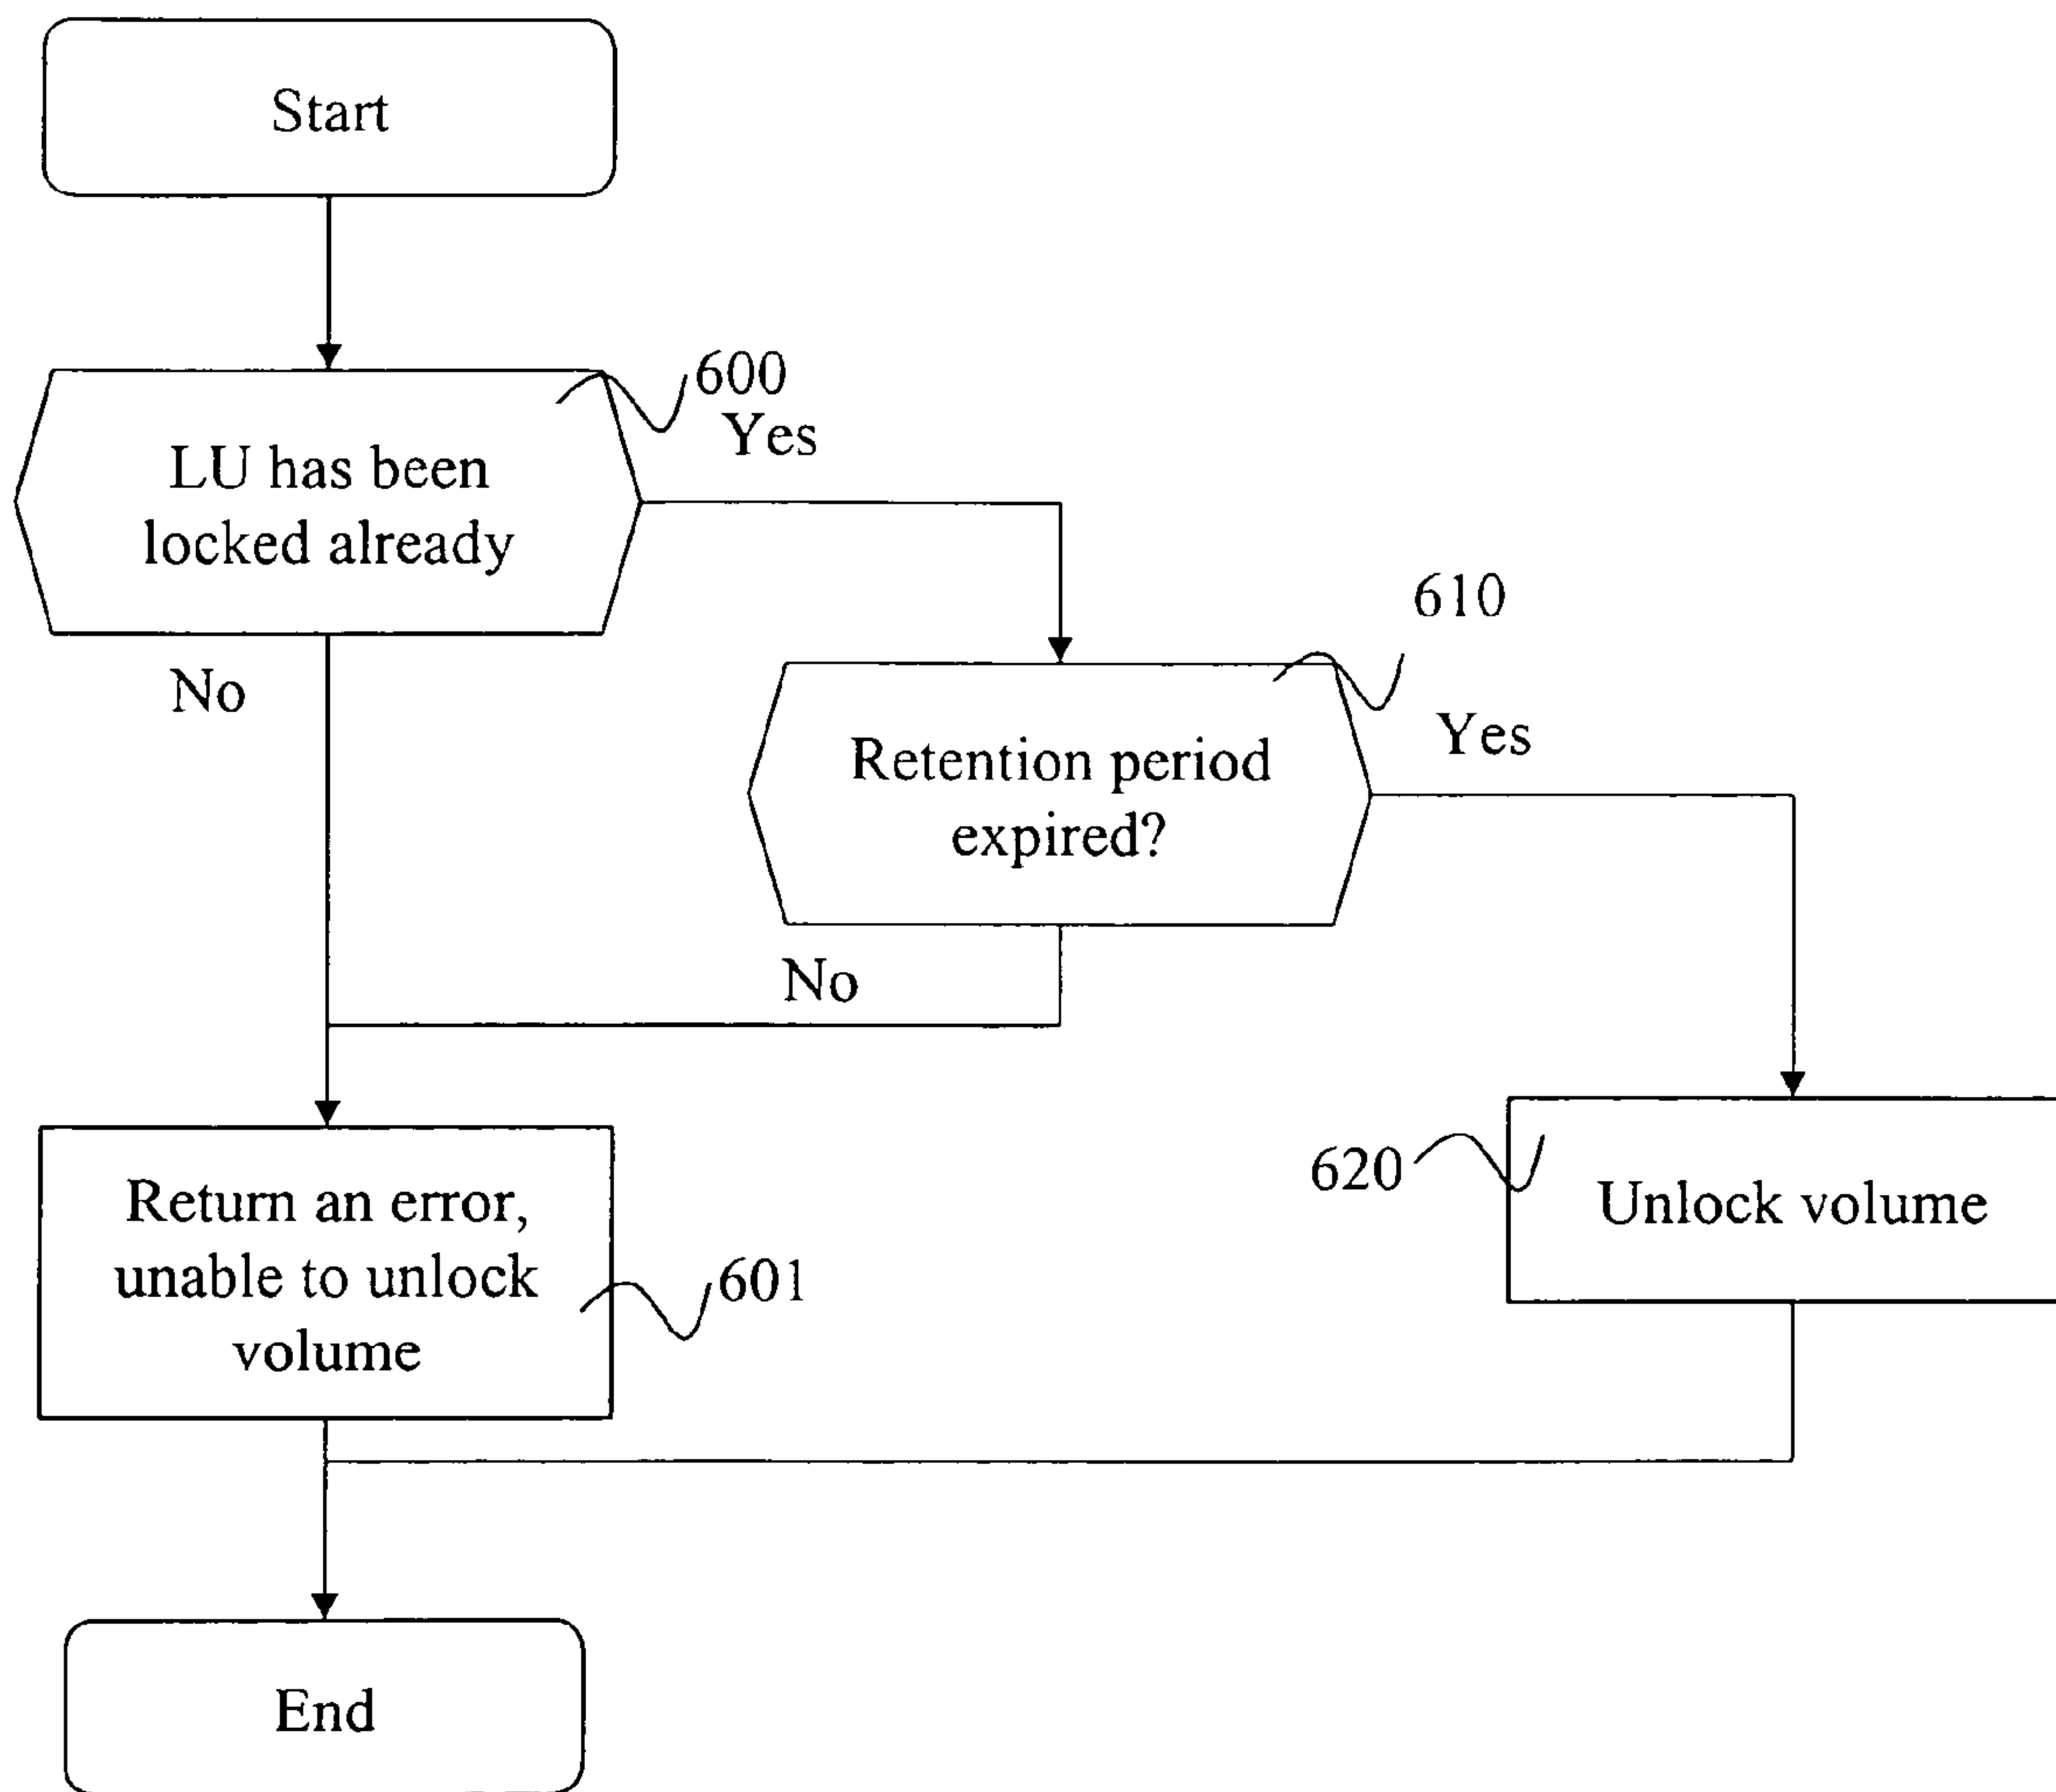 Start
600
Yes
LU has been
locked already
610
No
Yes
Retention period
expired?
No
620
Unlock volume
Return an error,
unable to unlock
volume
601
End